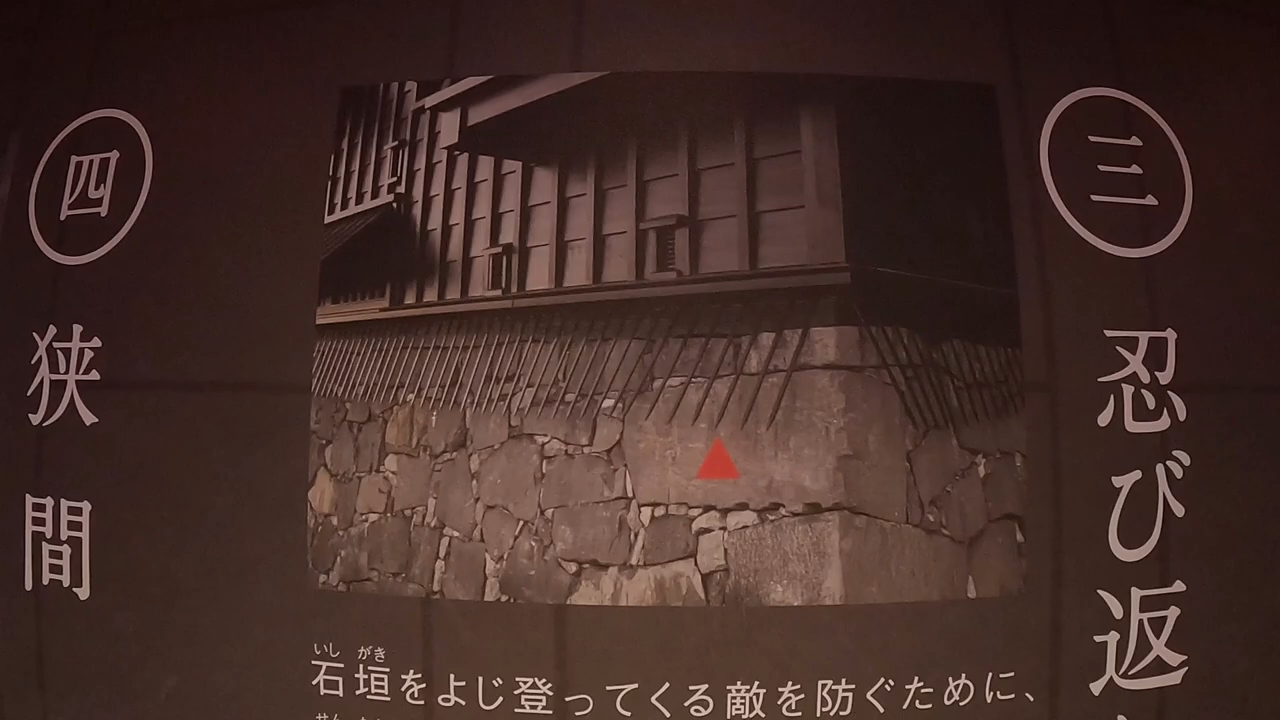 三 忍び返
いし がき
石垣をよじ登ってくる敵を防ぐために、
四 狭間